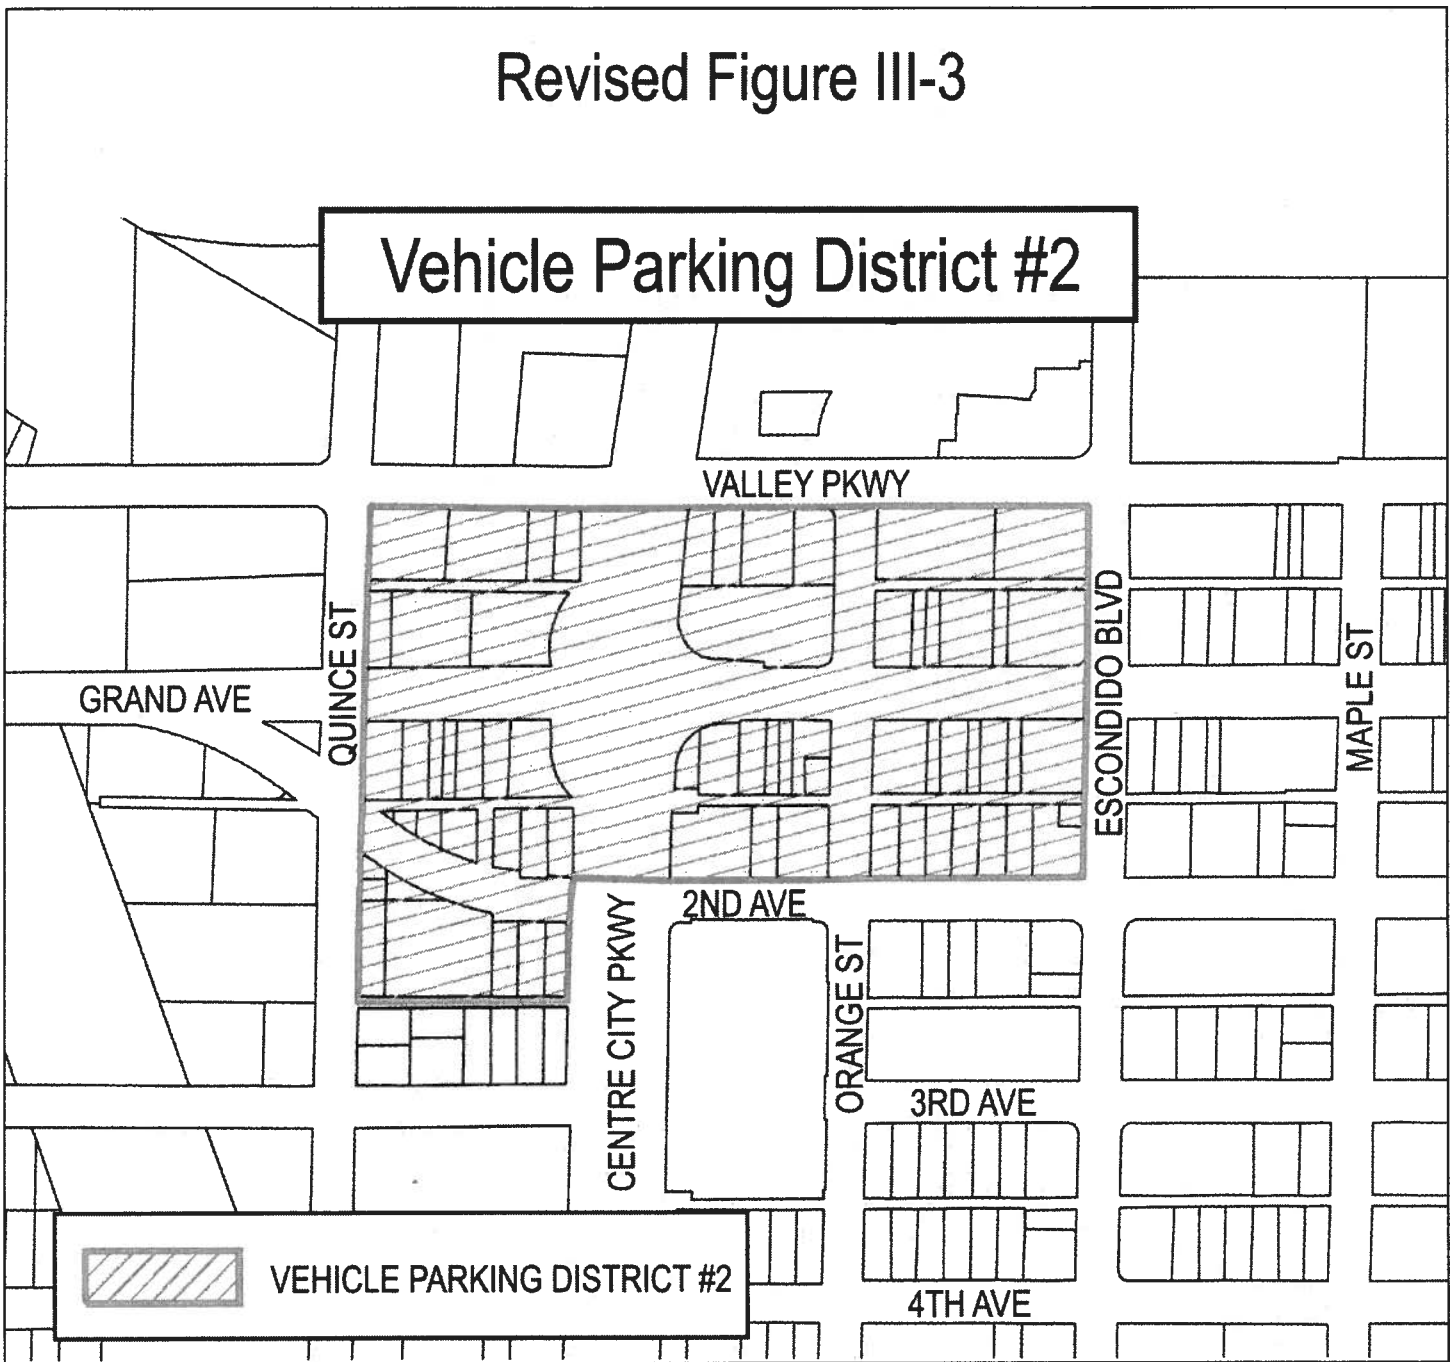 Revised Figure III-3
Vehicle Parking District #2
VALLEY PKWY
QUINCE ST
GRAND AVE
ESCONDIDO BLVD
MAPLE ST
2ND AVE
CENTRE CITY PKWY
ORANGE ST
3RD AVE
VEHICLE PARKING DISTRICT #2
4TH AVE